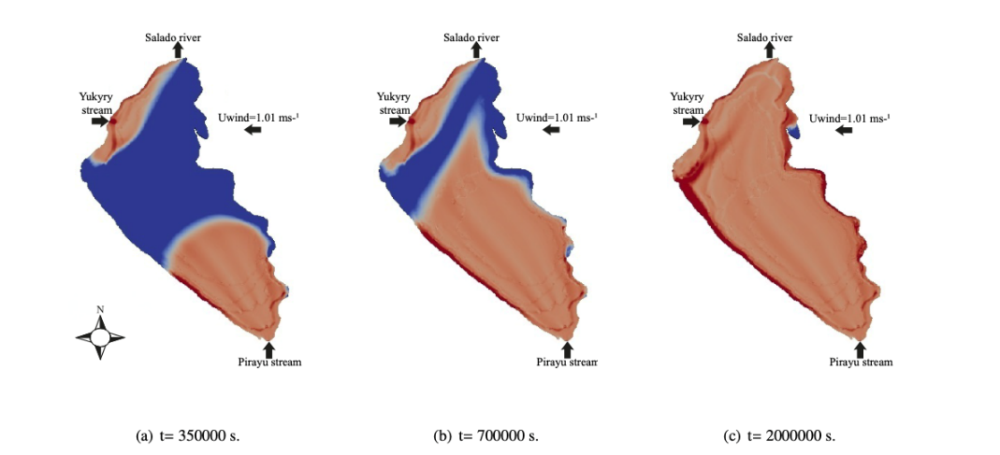 Salado river
Salado river
Salado river
Yukyry
stream
Uwind=1.01 ms-¹
Yukyry
stream
Uwind=1.01 ms-¹
Yukyry
stream
Uwind=1.01 ms-¹
N
Pirayu stream
Pirayu stream
Pirayu stream
(a) t= 350000 s.
(b) t= 700000 s.
(c) t= 2000000 s.